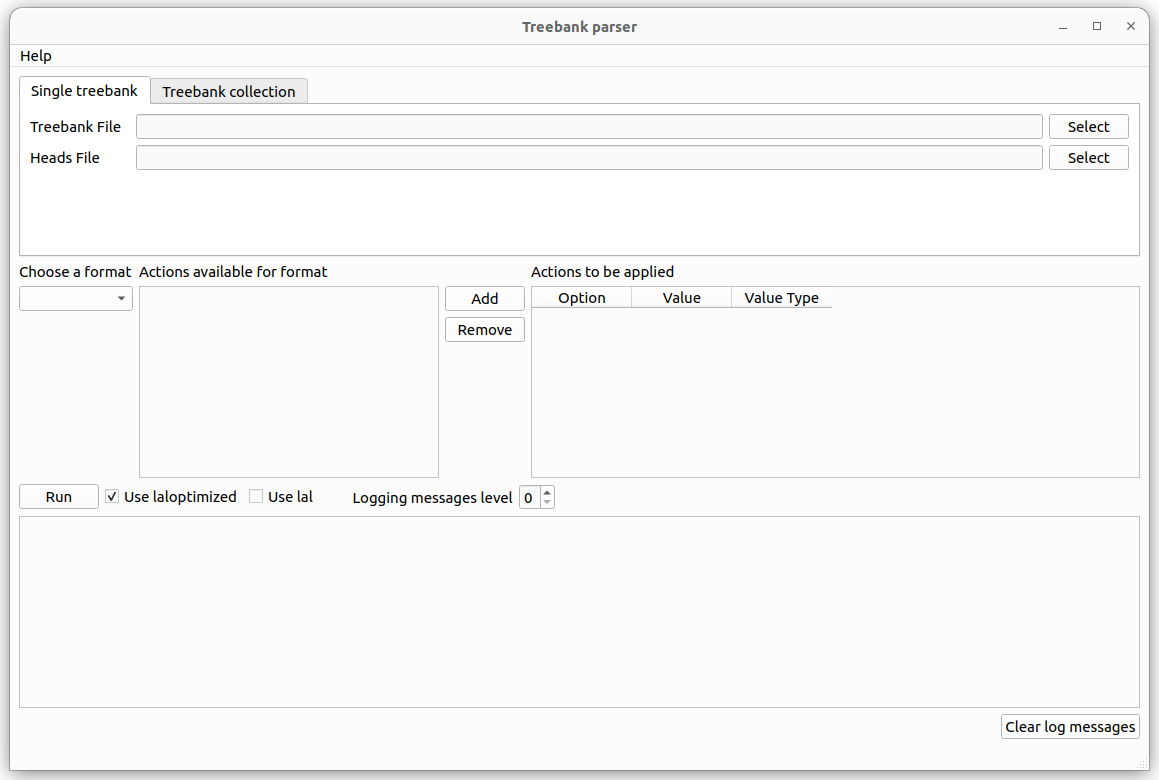 Treebank parser
Help
Single treebank Treebank collection
Treebank File Select
Heads File Select
Choose a format Actions available for format Actions to be applied
Add Option Value Value Type
Remove
Run Use laloptimized Use lal Logging messages level 0
Clear log messages